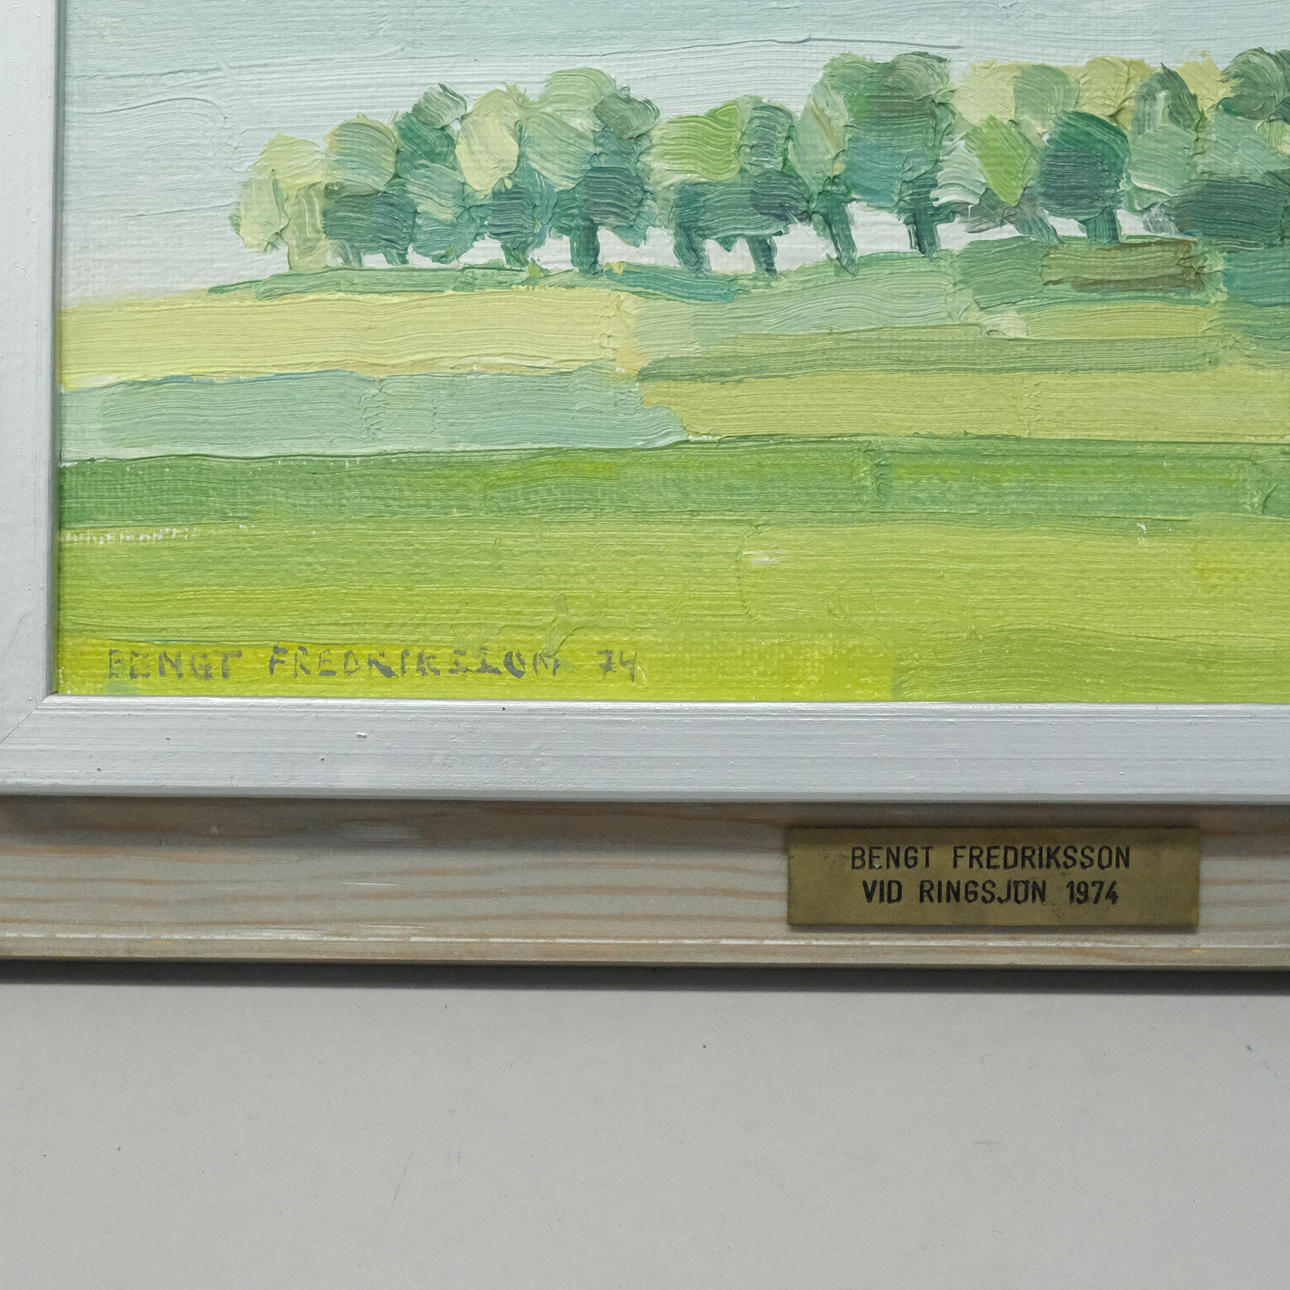 BENGT FREDRIKSSON 74
BENGT FREDRIKSSON
VID RINGSJÖN 1974